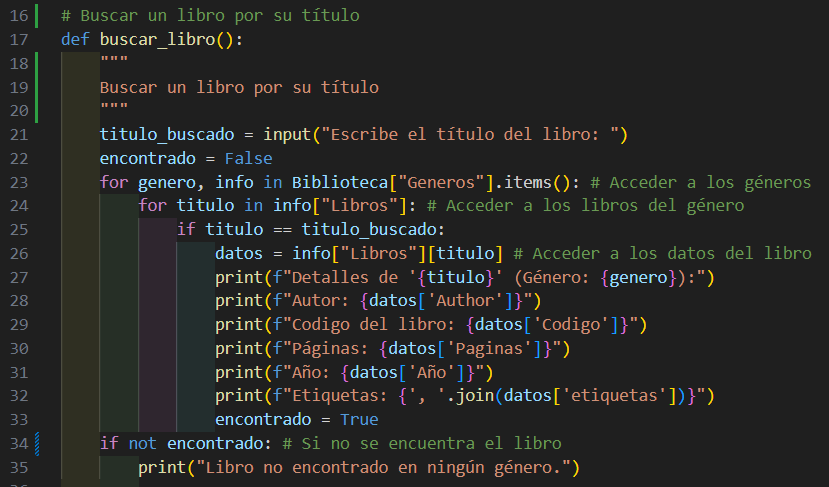 16 # Buscar un libro por su título
17 def buscar_libro():
18 """
19 Buscar un libro por su título
20 """
21 titulo_buscado = input("Escribe el título del libro: ")
22 encontrado = False
23 for genero, info in Biblioteca["Generos"].items(): # Acceder a los géneros
24 for titulo in info["Libros"]: # Acceder a los libros del género
25 if titulo == titulo_buscado:
26 datos = info["Libros"][titulo] # Acceder a los datos del libro
27 print(f"Detalles de '{titulo}' (Género: {genero}):")
28 print(f"Autor: {datos['Author']}")
29 print(f"Codigo del libro: {datos['Codigo']}")
30 print(f"Páginas: {datos['Paginas']}")
31 print(f"Año: {datos['Año']}")
32 print(f"Etiquetas: {', '.join(datos['etiquetas'])}")
33 encontrado = True
34 if not encontrado: # Si no se encuentra el libro
35 print("Libro no encontrado en ningún género.")